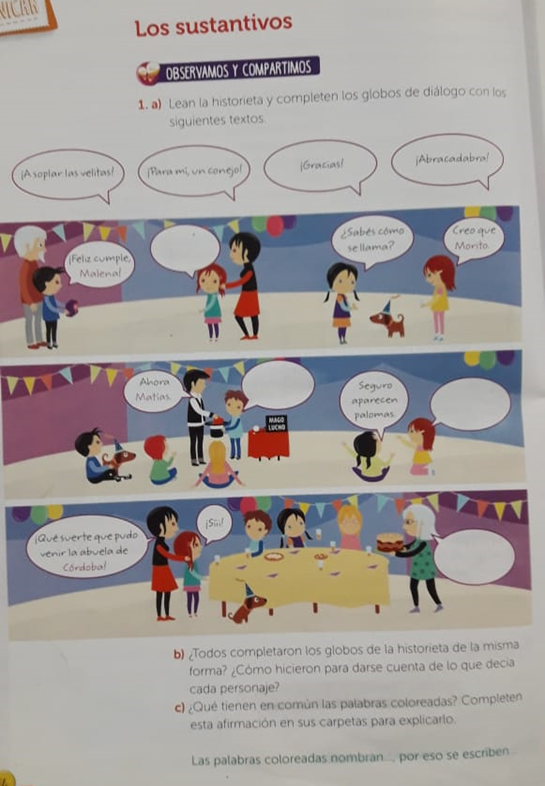 NICAR
Los sustantivos
OBSERVAMOS Y COMPARTIMOS
1. a) Lean la historieta y completen los globos de diálogo con los
siguientes textos.
¡A soplar las velitas!
¡Para mí, un conejo!
¡Gracias!
¡Abracadabra!
¡Feliz cumple,
Malena!
¿Sabés cómo
se llama?
Creo que
Morito.
Ahora
Matías.
MAGO
LUCHO
Seguro
aparecen
palomas.
¡Qué suerte que pudo
venir la abuela de
Córdoba!
¡Siii!
b) ¿Todos completaron los globos de la historieta de la misma
forma? ¿Cómo hicieron para darse cuenta de lo que decía
cada personaje?
c) ¿Qué tienen en común las palabras coloreadas? Completen
esta afirmación en sus carpetas para explicarlo.
Las palabras coloreadas nombran..., por eso se escriben...